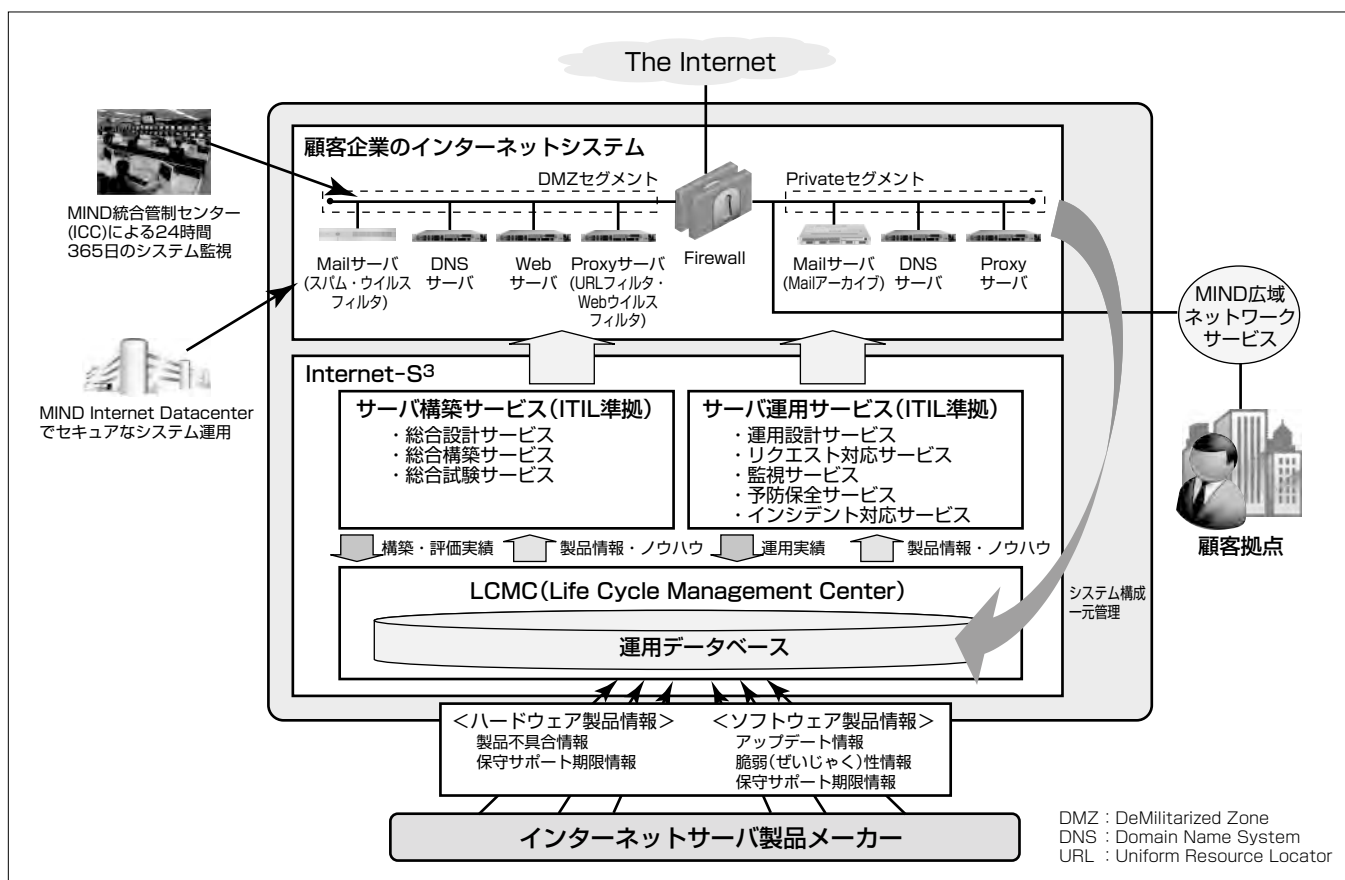 The Internet
顧客企業のインターネットシステム
DMZセグメント
Privateセグメント
Firewall
Mailサーバ
(スパム・ウイルス
フィルタ)
DNS
サーバ
Web
サーバ
Proxyサーバ
(URLフィルタ・
Webウイルス
フィルタ)
Mailサーバ
(Mailアーカイブ)
DNS
サーバ
Proxy
サーバ
MIND統合管制センター
(ICC)による24時間
365日のシステム監視
MIND Internet Datacenter
でセキュアなシステム運用
MIND広域
ネットワーク
サービス
顧客拠点
Internet-S3
サーバ構築サービス(ITIL準拠)
・総合設計サービス
・総合構築サービス
・総合試験サービス
サーバ運用サービス(ITIL準拠)
・運用設計サービス
・リクエスト対応サービス
・監視サービス
・予防保全サービス
・インシデント対応サービス
構築・評価実績
製品情報・ノウハウ
運用実績
製品情報・ノウハウ
LCMC(Life Cycle Management Center)
運用データベース
システム構成
一元管理
<ハードウェア製品情報>
製品不具合情報
保守サポート期限情報
<ソフトウェア製品情報>
アップデート情報
脆弱(ぜいじゃく)性情報
保守サポート期限情報
インターネットサーバ製品メーカー
DMZ：DeMilitarized Zone
DNS：Domain Name System
URL：Uniform Resource Locator